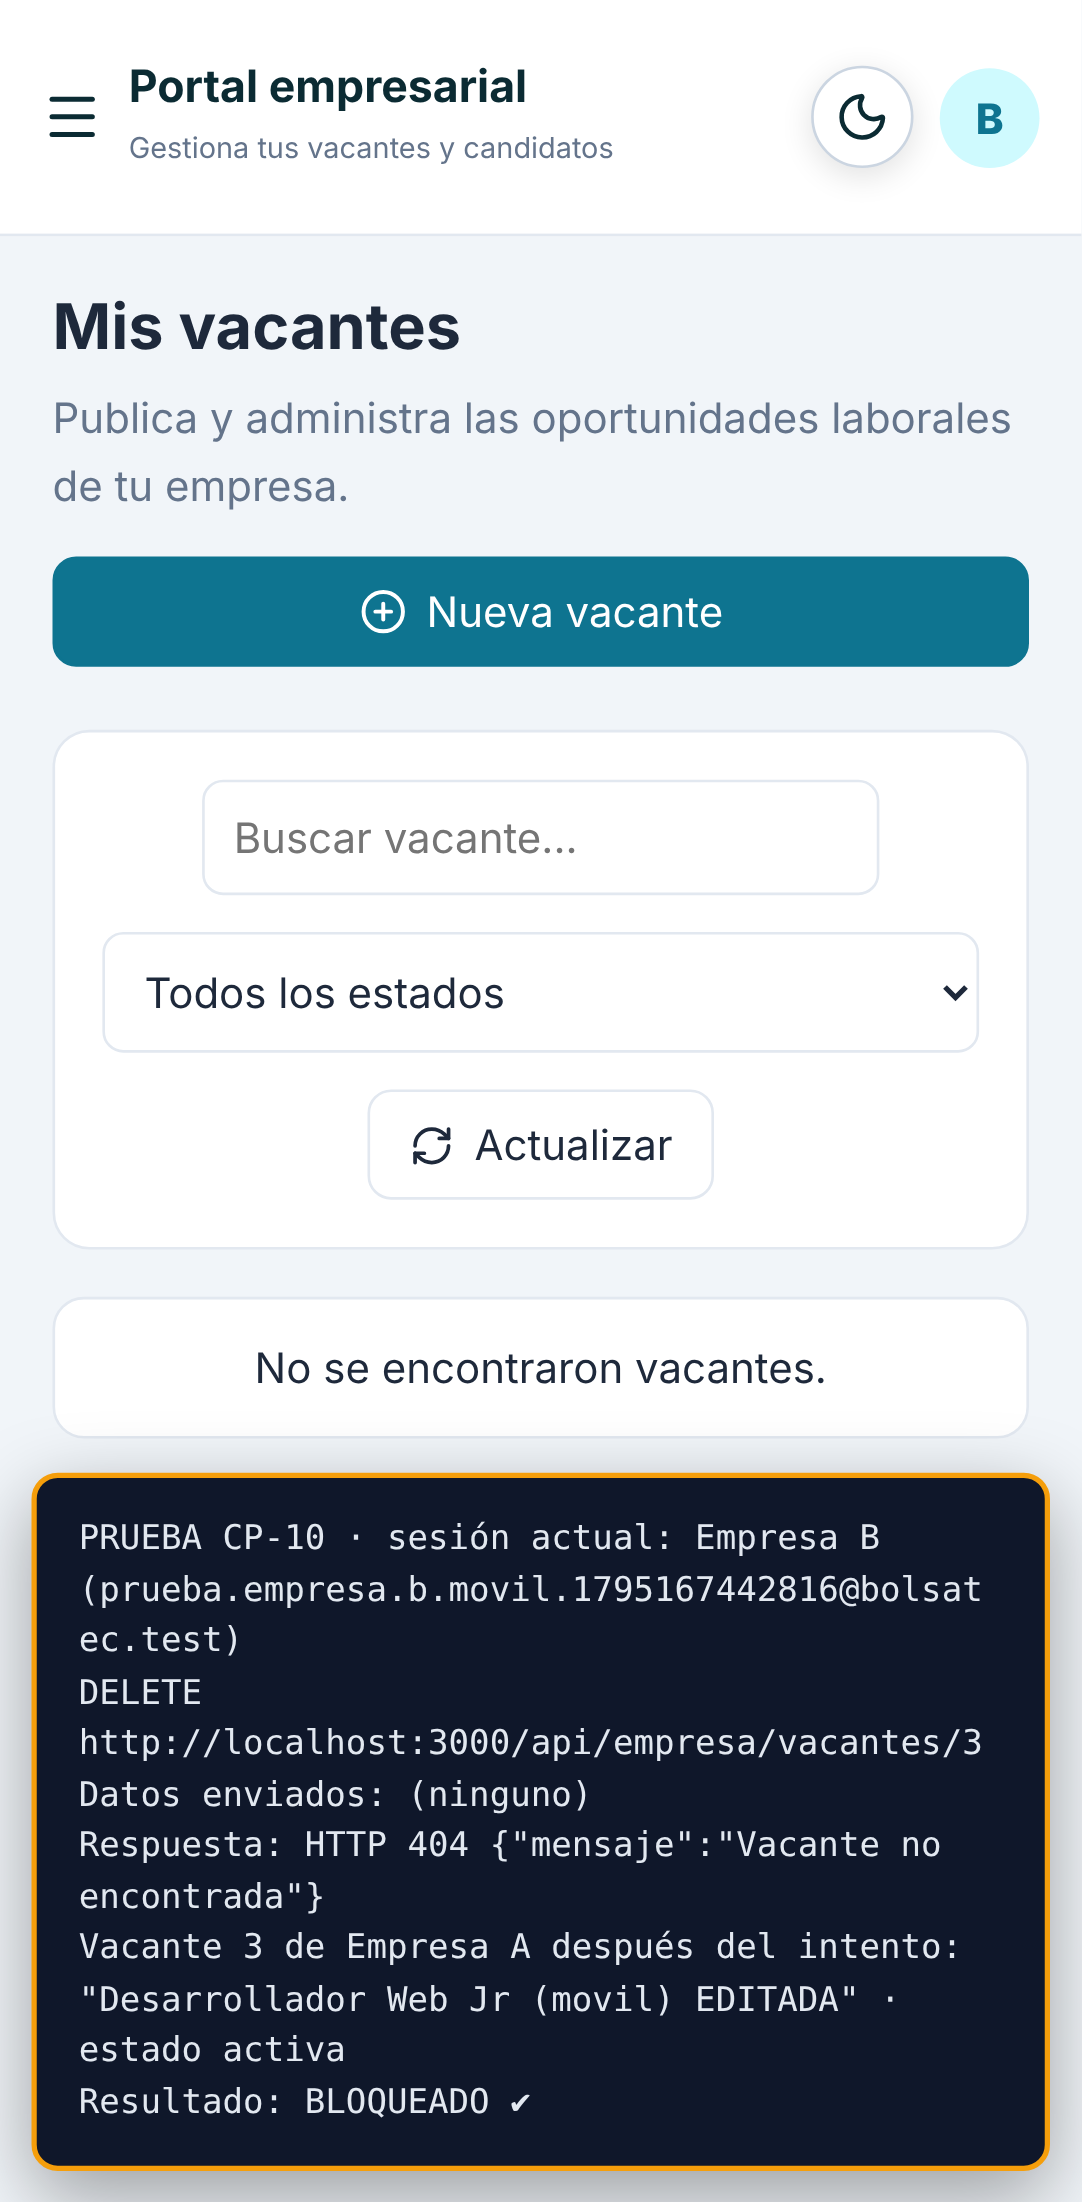 Portal empresarial
Gestiona tus vacantes y candidatos
B
Mis vacantes
Publica y administra las oportunidades laborales
de tu empresa.
Nueva vacante
Buscar vacante...
Todos los estados
Actualizar
No se encontraron vacantes.
PRUEBA CP-10 · sesión actual: Empresa B
(prueba.empresa.b.movil.1795167442816@bolsat
ec.test)
DELETE
http://localhost:3000/api/empresa/vacantes/3
Datos enviados: (ninguno)
Respuesta: HTTP 404 {"mensaje":"Vacante no
encontrada"}
Vacante 3 de Empresa A después del intento:
"Desarrollador Web Jr (movil) EDITADA" ·
estado activa
Resultado: BLOQUEADO ✔